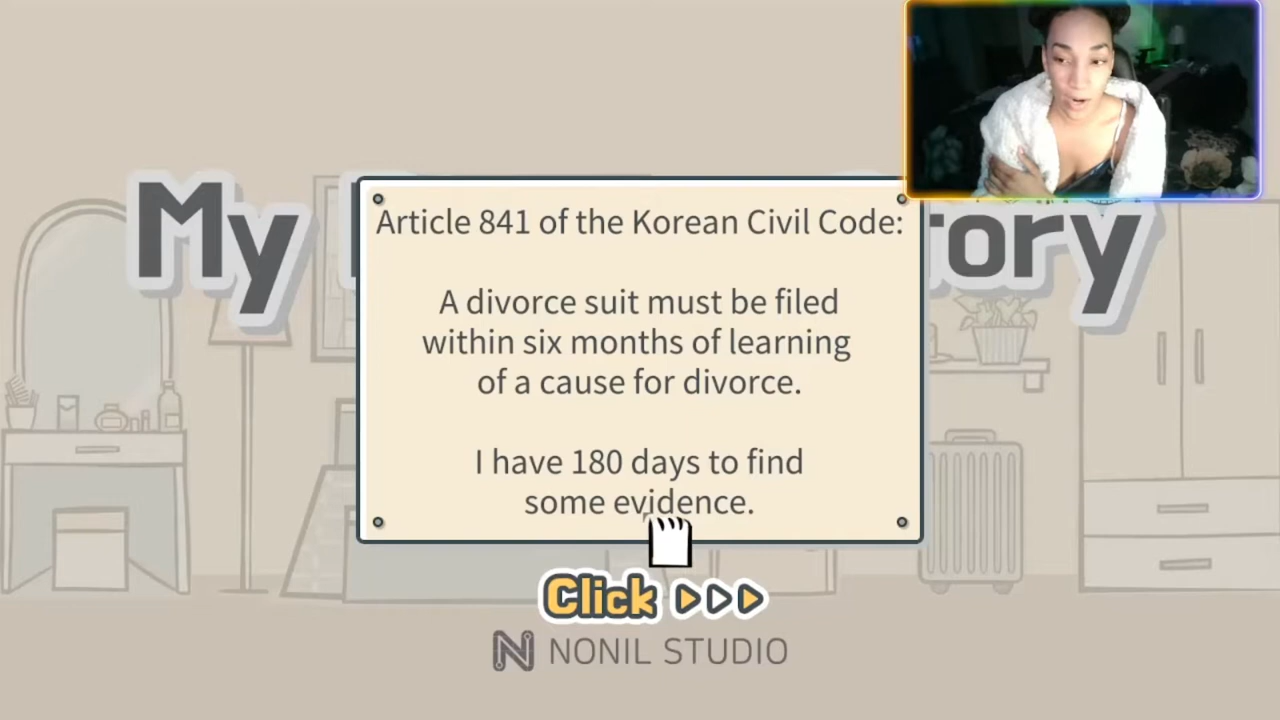 My
ory
Article 841 of the Korean Civil Code:
A divorce suit must be filed
within six months of learning
of a cause for divorce.
I have 180 days to find
some evidence.
Click
NONIL STUDIO